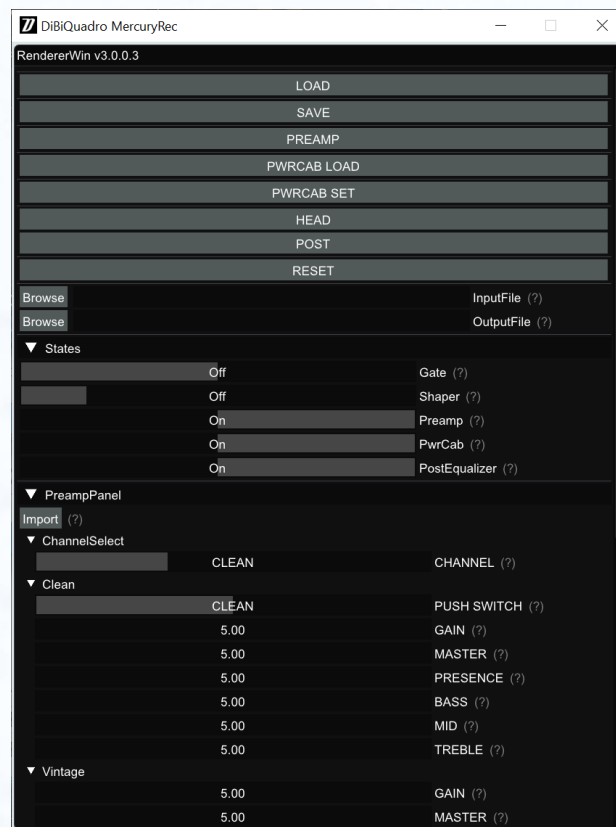 DiBiQuadro MercuryRec
RendererWin v3.0.0.3
LOAD
SAVE
PREAMP
PWRCAB LOAD
PWRCAB SET
HEAD
POST
RESET
Browse InputFile (?)
Browse OutputFile (?)
States
Off Gate (?)
Off Shaper (?)
On Preamp (?)
On PwrCab (?)
On PostEqualizer (?)
PreampPanel
Import (?)
ChannelSelect
CLEAN CHANNEL (?)
Clean
CLEAN PUSH SWITCH (?)
5.00 GAIN (?)
5.00 MASTER (?)
5.00 PRESENCE (?)
5.00 BASS (?)
5.00 MID (?)
5.00 TREBLE (?)
Vintage
5.00 GAIN (?)
5.00 MASTER (?)